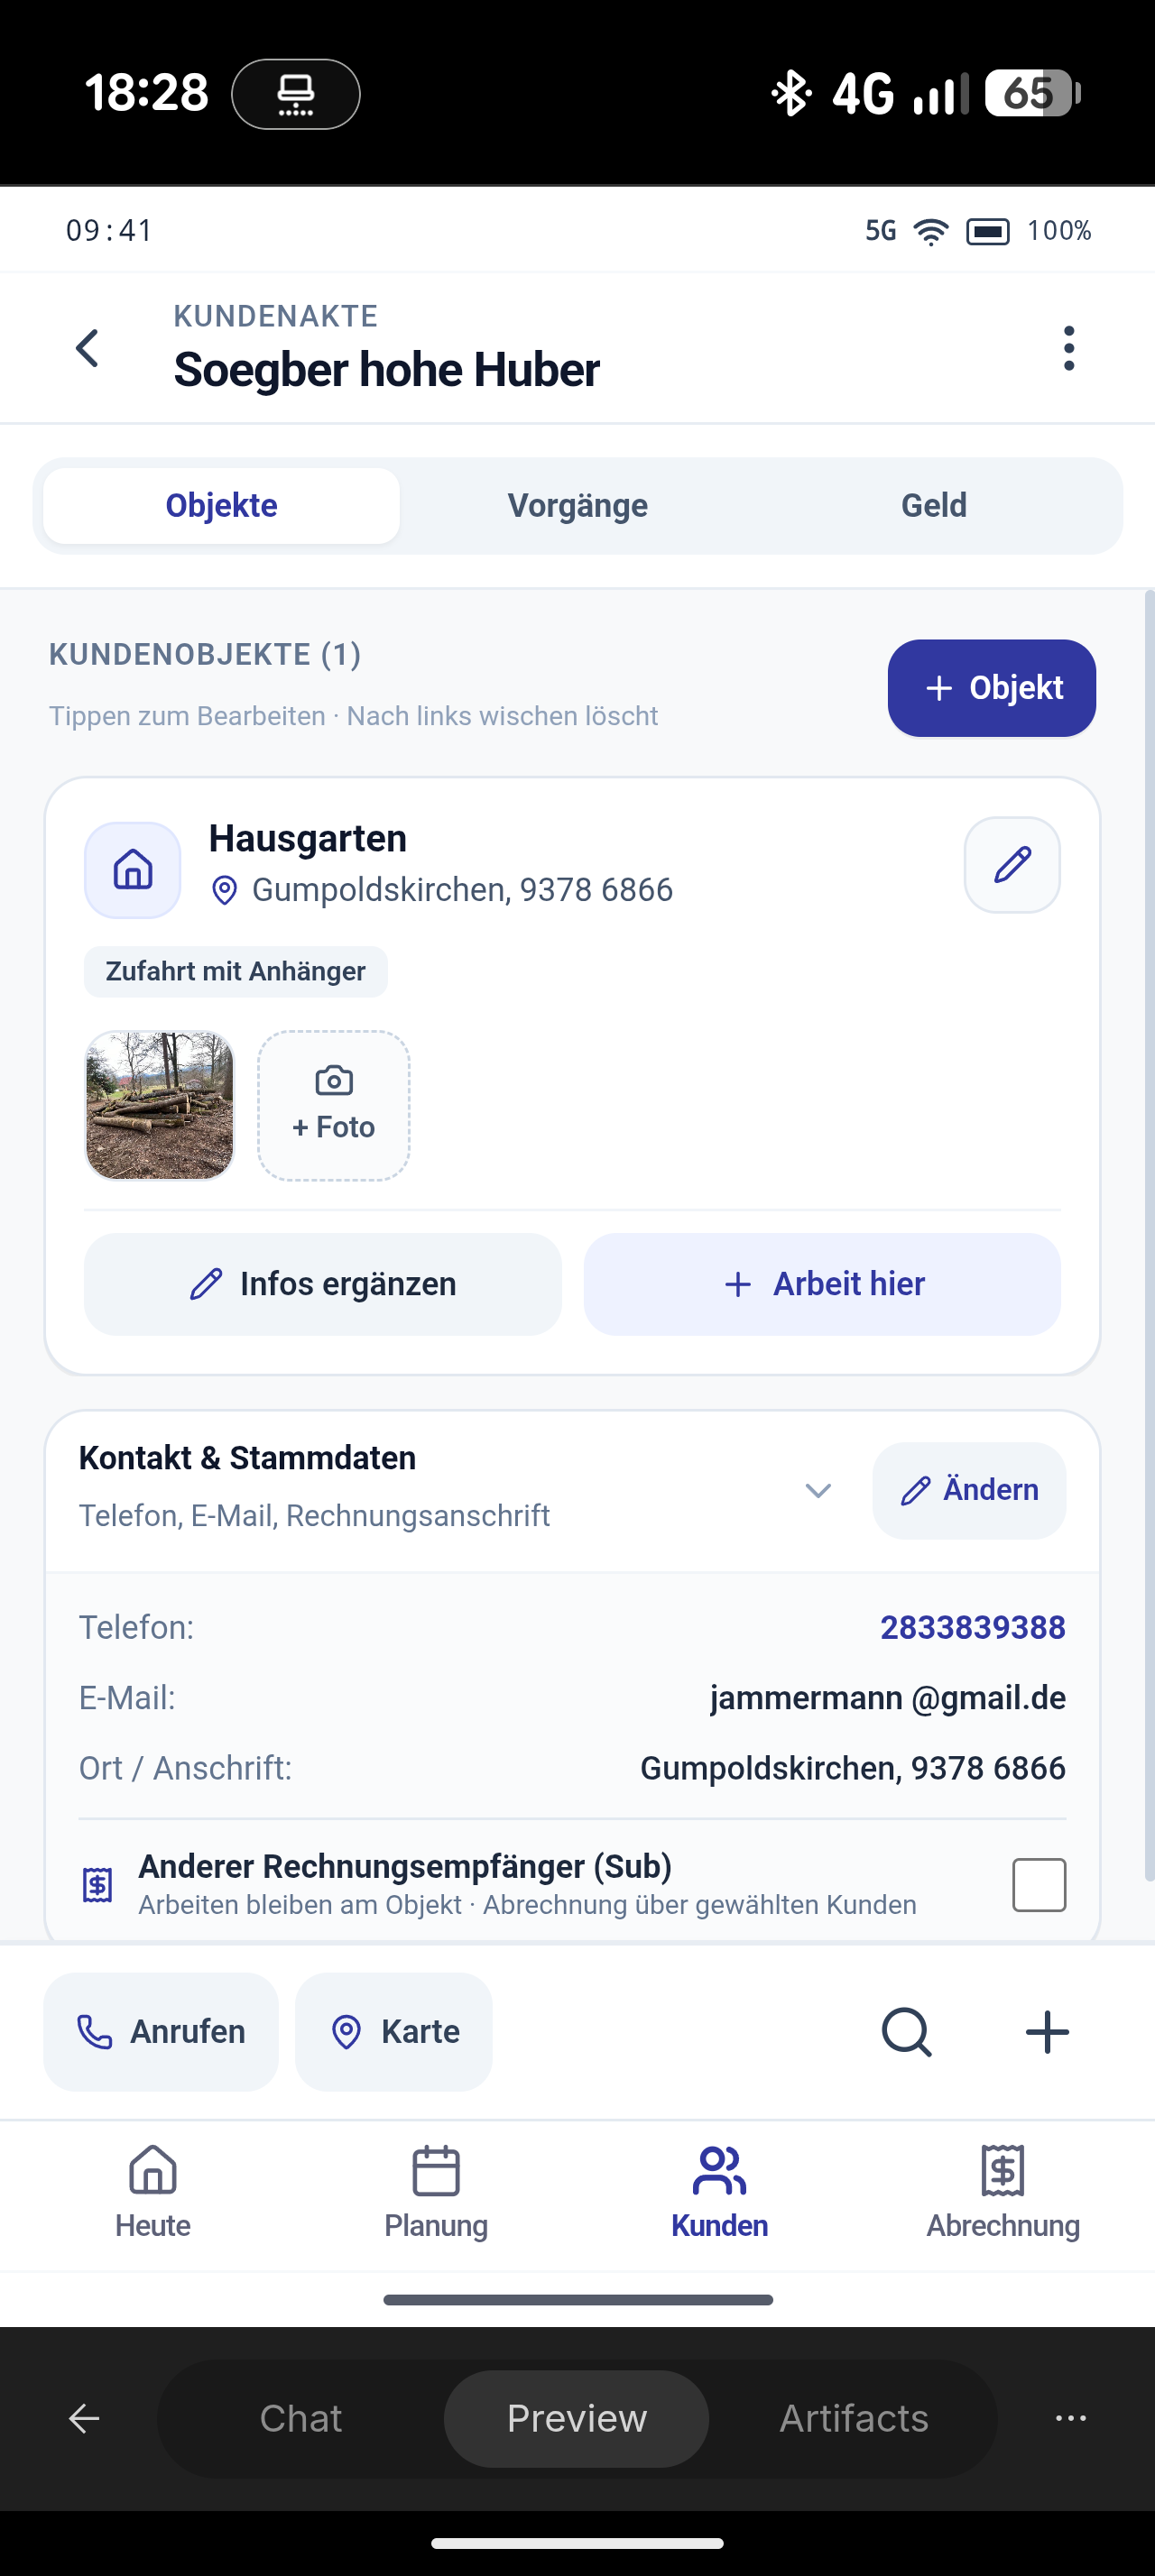 18:28
4G
65
09:41
5G
100%
KUNDENAKTE
Soegber hohe Huber
Objekte
Vorgänge
Geld
KUNDENOBJEKTE (1)
Tippen zum Bearbeiten · Nach links wischen löscht
+ Objekt
Hausgarten
Gumpoldskirchen, 9378 6866
Zufahrt mit Anhänger
+ Foto
Infos ergänzen
+ Arbeit hier
Kontakt & Stammdaten
Telefon, E-Mail, Rechnungsanschrift
Ändern
Telefon:
2833839388
E-Mail:
jammermann @gmail.de
Ort / Anschrift:
Gumpoldskirchen, 9378 6866
Anderer Rechnungsempfänger (Sub)
Arbeiten bleiben am Objekt · Abrechnung über gewählten Kunden
Anrufen
Karte
Heute
Planung
Kunden
Abrechnung
Chat
Preview
Artifacts